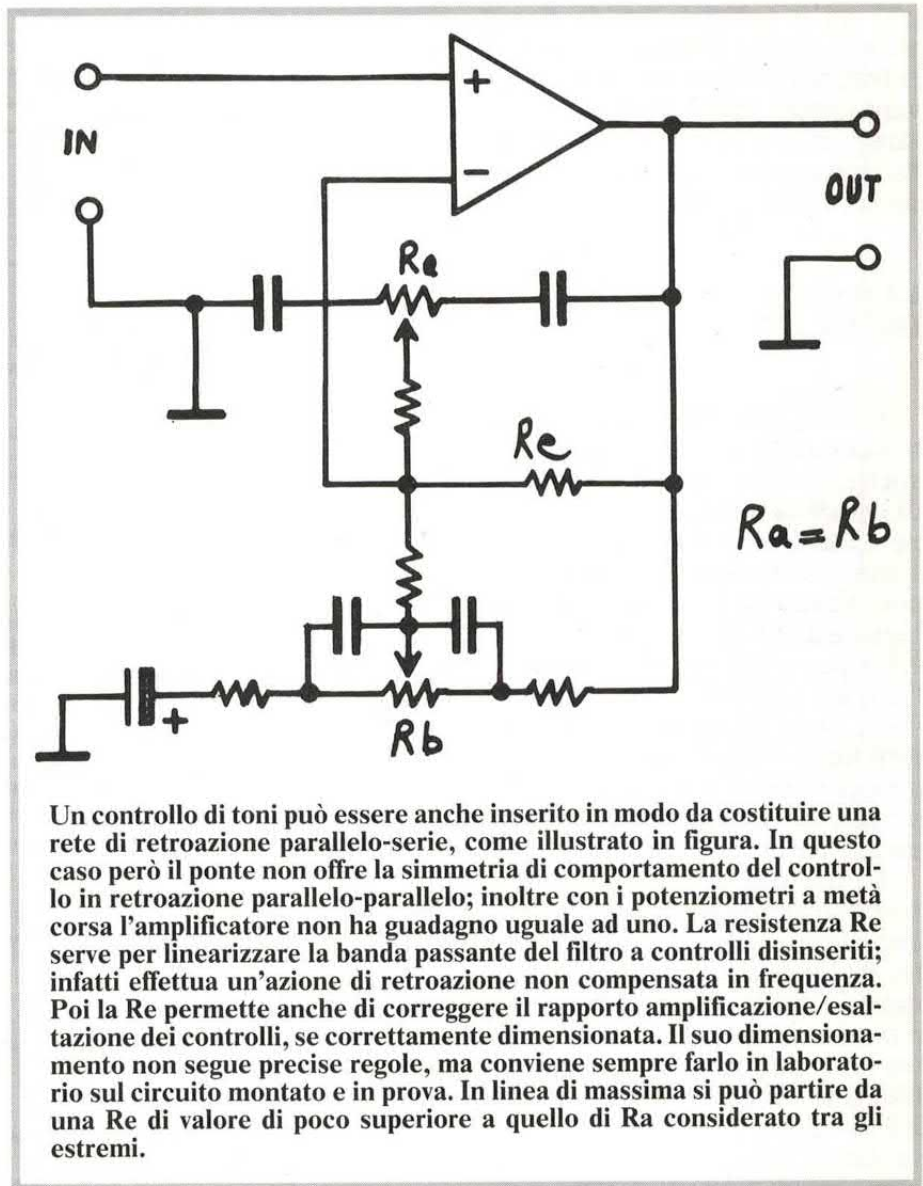 +
IN
−
OUT
Ra
Re
Ra=Rb
+
Rb
Un controllo di toni può essere anche inserito in modo da costituire una
rete di retroazione parallelo-serie, come illustrato in figura. In questo
caso però il ponte non offre la simmetria di comportamento del control-
lo in retroazione parallelo-parallelo; inoltre con i potenziometri a metà
corsa l'amplificatore non ha guadagno uguale ad uno. La resistenza Re
serve per linearizzare la banda passante del filtro a controlli disinseriti;
infatti effettua un'azione di retroazione non compensata in frequenza.
Poi la Re permette anche di correggere il rapporto amplificazione/esal-
tazione dei controlli, se correttamente dimensionata. Il suo dimensiona-
mento non segue precise regole, ma conviene sempre farlo in laborato-
rio sul circuito montato e in prova. In linea di massima si può partire da
una Re di valore di poco superiore a quello di Ra considerato tra gli
estremi.